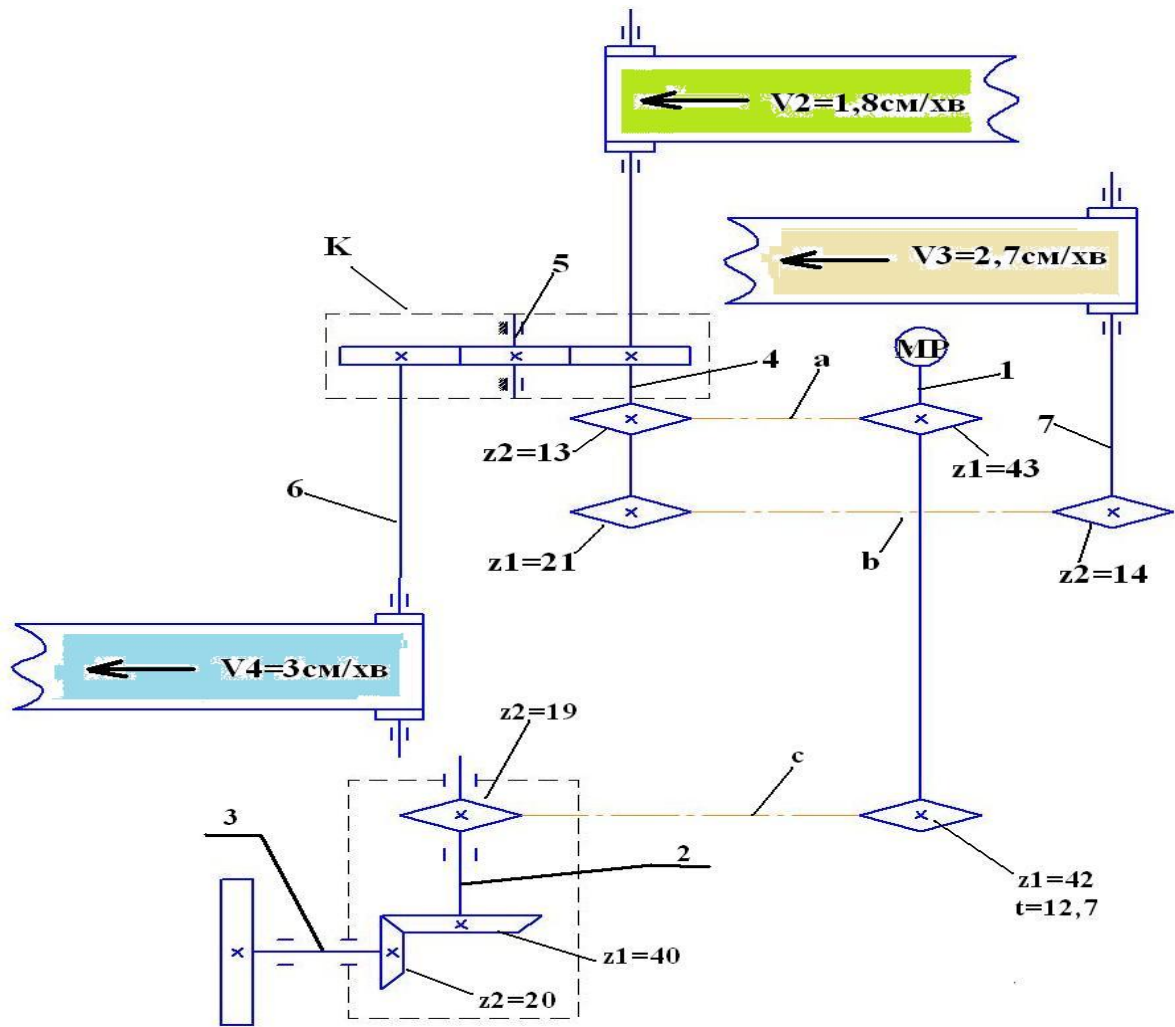 V2=1,8см/хв
V3=2,7см/хв
К
5
МР
4
a
1
7
z2=13
z1=43
6
z1=21
b
z2=14
V4=3см/хв
z2=19
c
3
2
z1=42
t=12,7
z1=40
z2=20